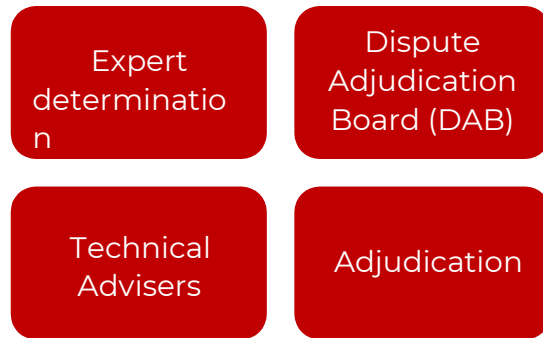 Expert
determinatio
n
Dispute
Adjudication
Board (DAB)
Technical
Advisers
Adjudication